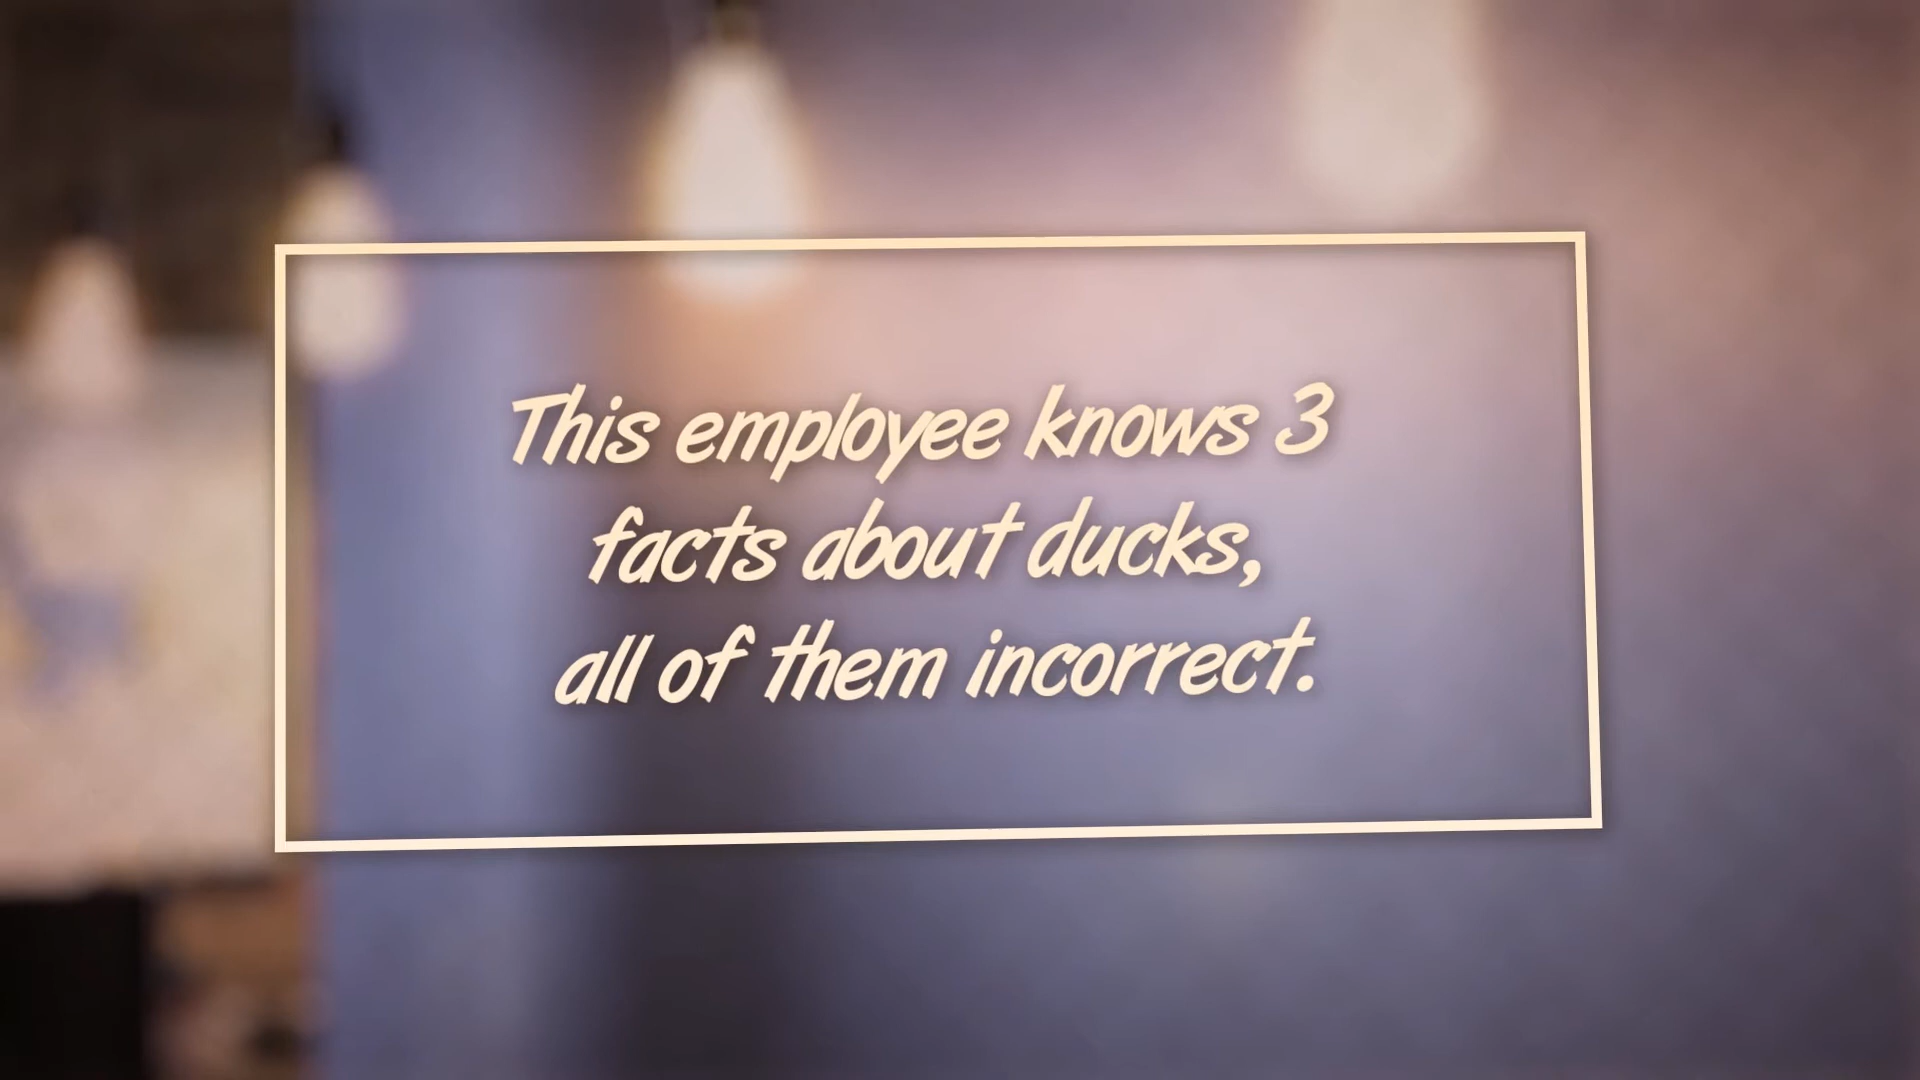 This employee knows 3
facts about ducks,
all of them incorrect.